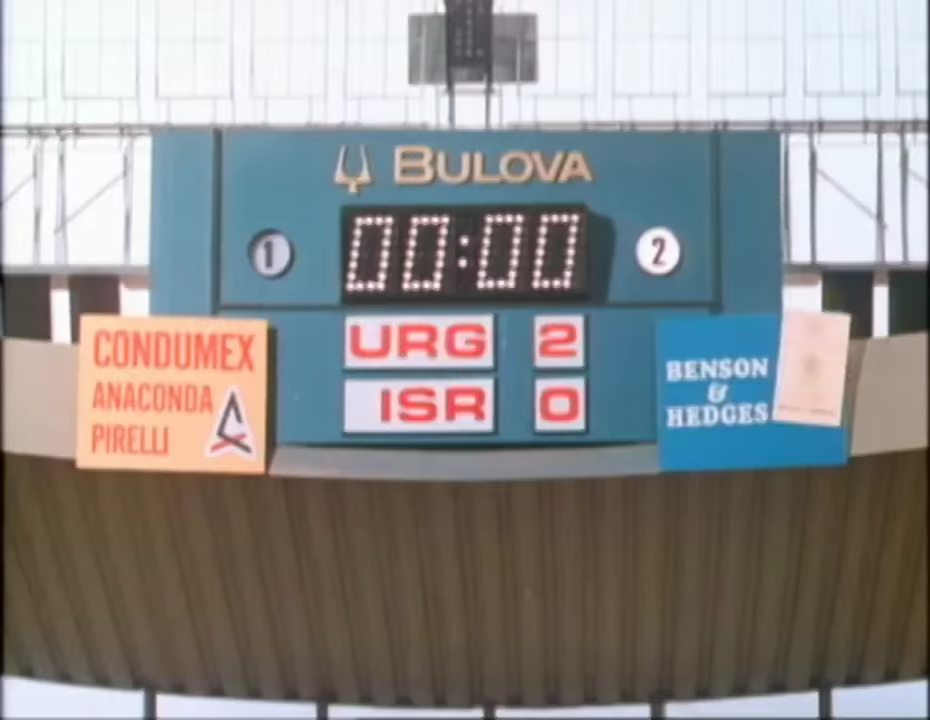 BULOVA
1
00:00
2
CONDUMEX
ANACONDA
PIRELLI
URG 2
ISR 0
BENSON
&
HEDGES